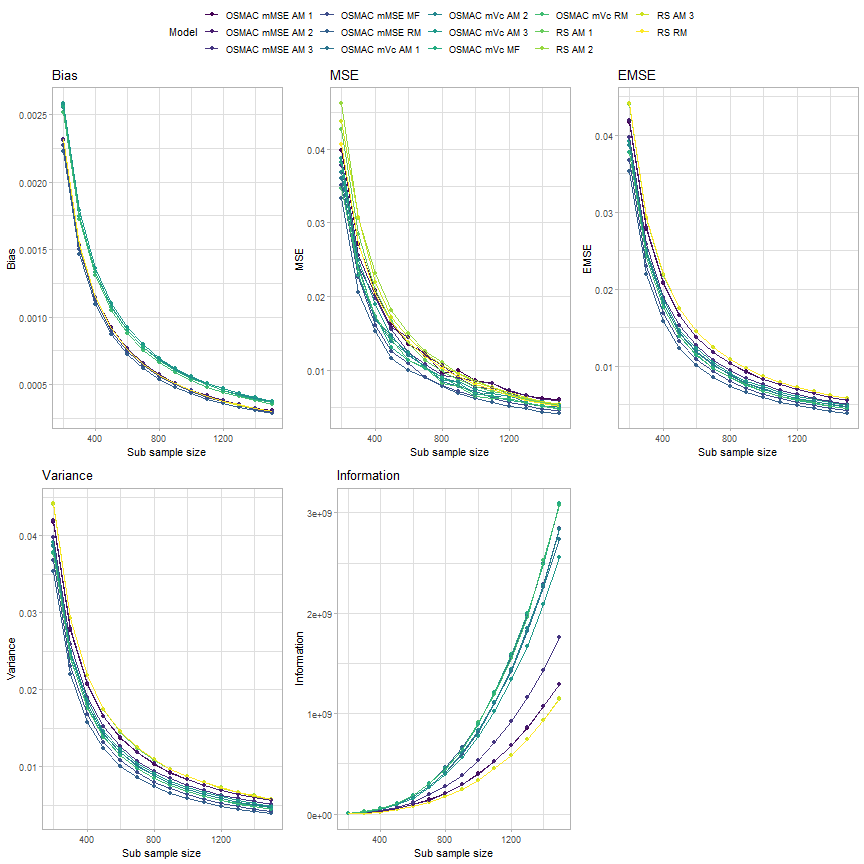 Model
OSMAC mMSE AM 1 OSMAC mMSE MF OSMAC mVc AM 2 OSMAC mVc RM RS AM 3
OSMAC mMSE AM 2 OSMAC mMSE RM OSMAC mVc AM 3 RS AM 1 RS RM
OSMAC mMSE AM 3 OSMAC mVc AM 1 OSMAC mVc MF RS AM 2
Bias
0.0025
0.0020
0.0015
0.0010
0.0005
Bias
400 800 1200
Sub sample size
MSE
0.04
0.03
0.02
0.01
MSE
400 800 1200
Sub sample size
EMSE
0.04
0.03
0.02
0.01
EMSE
400 800 1200
Sub sample size
Variance
0.04
0.03
0.02
0.01
Variance
400 800 1200
Sub sample size
Information
3e+09
2e+09
1e+09
0e+00
Information
400 800 1200
Sub sample size